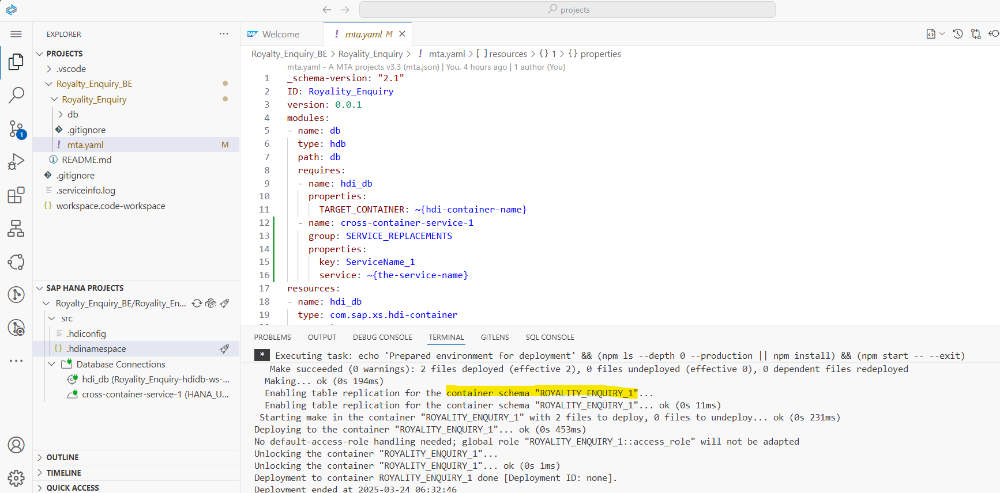 projects
EXPLORER
PROJECTS
.vscode
Royalty_Enquiry_BE
Royality_Enquiry
db
.gitignore
mta.yaml M
README.md
.gitignore
.serviceinfo.log
workspace.code-workspace
SAP HANA PROJECTS
Royalty_Enquiry_BE/Royality_En...
src
.hdiconfig
.hdinamespace
Database Connections
hdi_db (Royality_Enquiry-hdidb-ws-...
cross-container-service-1 (HANA_U...
OUTLINE
TIMELINE
QUICK ACCESS
1
SAP Welcome
! mta.yaml M
Royalty_Enquiry_BE > Royality_Enquiry > ! mta.yaml > [ ] resources > {} 1 > {} properties
mta.yaml - A MTA projects v3.3 (mta.json) | You, 4 hours ago | 1 author (You)
1 _schema-version: "2.1"
2 ID: Royality_Enquiry
3 version: 0.0.1
4 modules:
5 - name: db
6 type: hdb
7 path: db
8 requires:
9 - name: hdi_db
10 properties:
11 TARGET_CONTAINER: ~{hdi-container-name}
12 - name: cross-container-service-1
13 group: SERVICE_REPLACEMENTS
14 properties:
15 key: ServiceName_1
16 service: ~{the-service-name}
17 resources:
18 - name: hdi_db
19 type: com.sap.xs.hdi-container
PROBLEMS OUTPUT DEBUG CONSOLE TERMINAL GITLENS SQL CONSOLE
* Executing task: echo 'Prepared environment for deployment' && (npm ls --depth 0 --production || npm install) && (npm start -- --exit)
Make succeeded (0 warnings): 2 files deployed (effective 2), 0 files undeployed (effective 0), 0 dependent files redeployed
Making... ok (0s 194ms)
Enabling table replication for the container schema "ROYALITY_ENQUIRY_1"...
Enabling table replication for the container schema "ROYALITY_ENQUIRY_1"... ok (0s 11ms)
Starting make in the container "ROYALITY_ENQUIRY_1" with 2 files to deploy, 0 files to undeploy... ok (0s 231ms)
Deploying to the container "ROYALITY_ENQUIRY_1"... ok (0s 453ms)
No default-access-role handling needed; global role "ROYALITY_ENQUIRY_1::access_role" will not be adapted
Unlocking the container "ROYALITY_ENQUIRY_1"...
Unlocking the container "ROYALITY_ENQUIRY_1"... ok (0s 1ms)
Deployment to container ROYALITY_ENQUIRY_1 done [Deployment ID: none].
Deployment ended at 2025-03-24 06:32:46